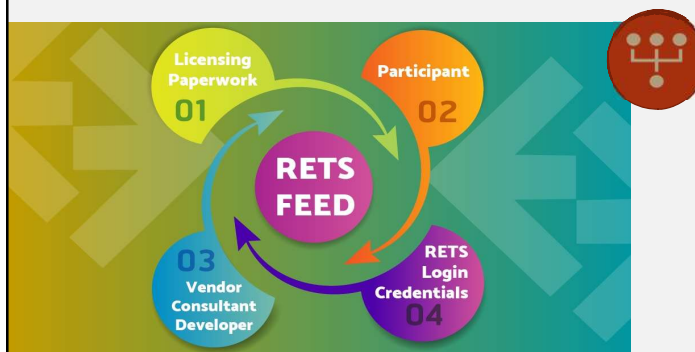 Licensing
Paperwork
01
Participant
02
RETS
FEED
03
Vendor
Consultant
Developer
RETS
Login
Credentials
04